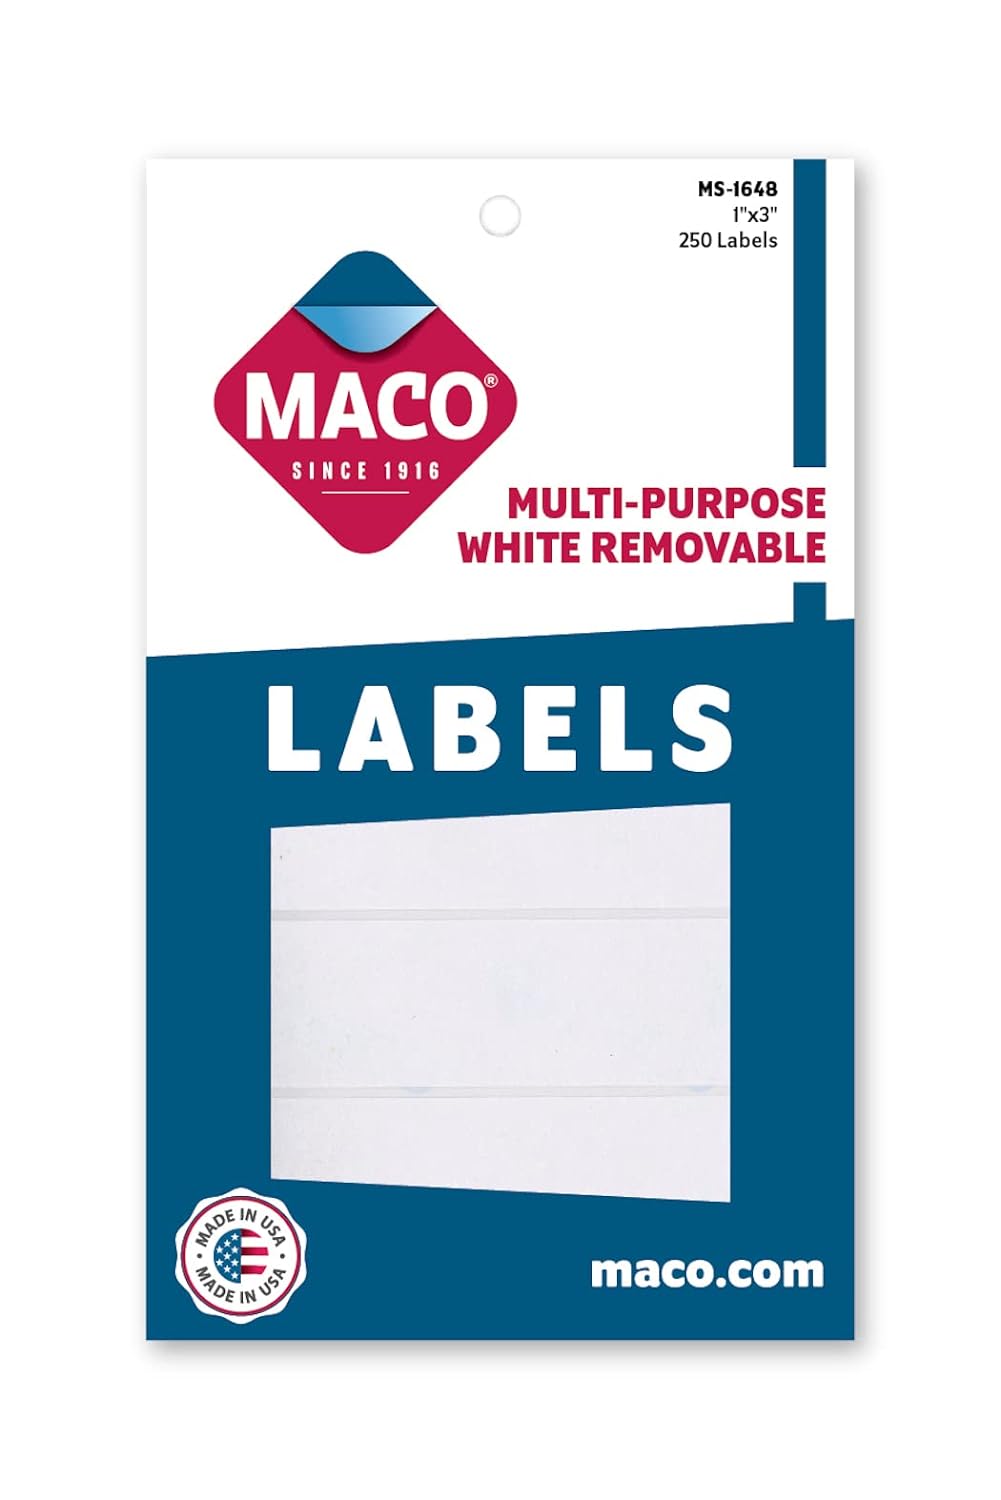 MS-1648
1"x3"
250 Labels
MACO®
SINCE 1916
MULTI-PURPOSE
WHITE REMOVABLE
LABELS
MADE IN USA
MADE IN USA
maco.com